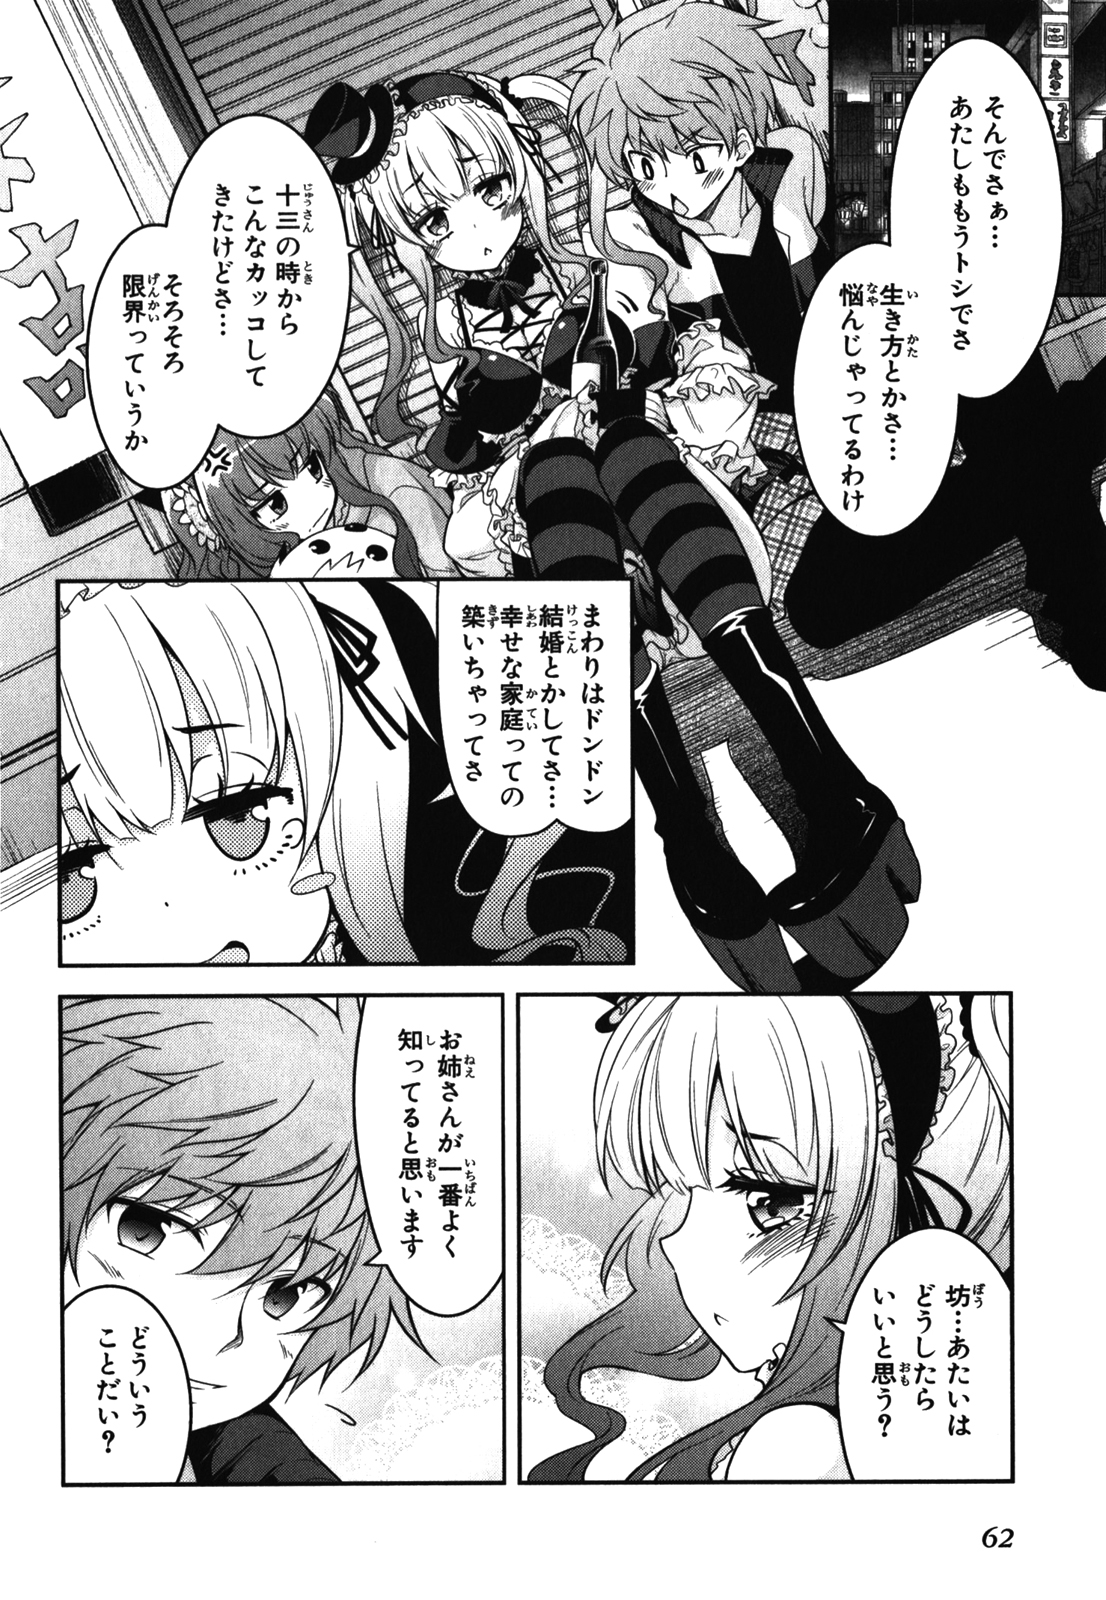 そんでさぁ…
あたしももうトシでさ
生き方とかさ…
悩んじゃってるわけ
十三の時から
こんなカッコして
きたけどさ…
そろそろ
限界っていうか
まわりはドンドン
結婚とかしてさ…
幸せな家庭っての
築いちゃってさ
坊…あたいは
どうしたら
いいと思う?
お姉さんが一番よく
知ってると思います
どういう
ことだい?
62